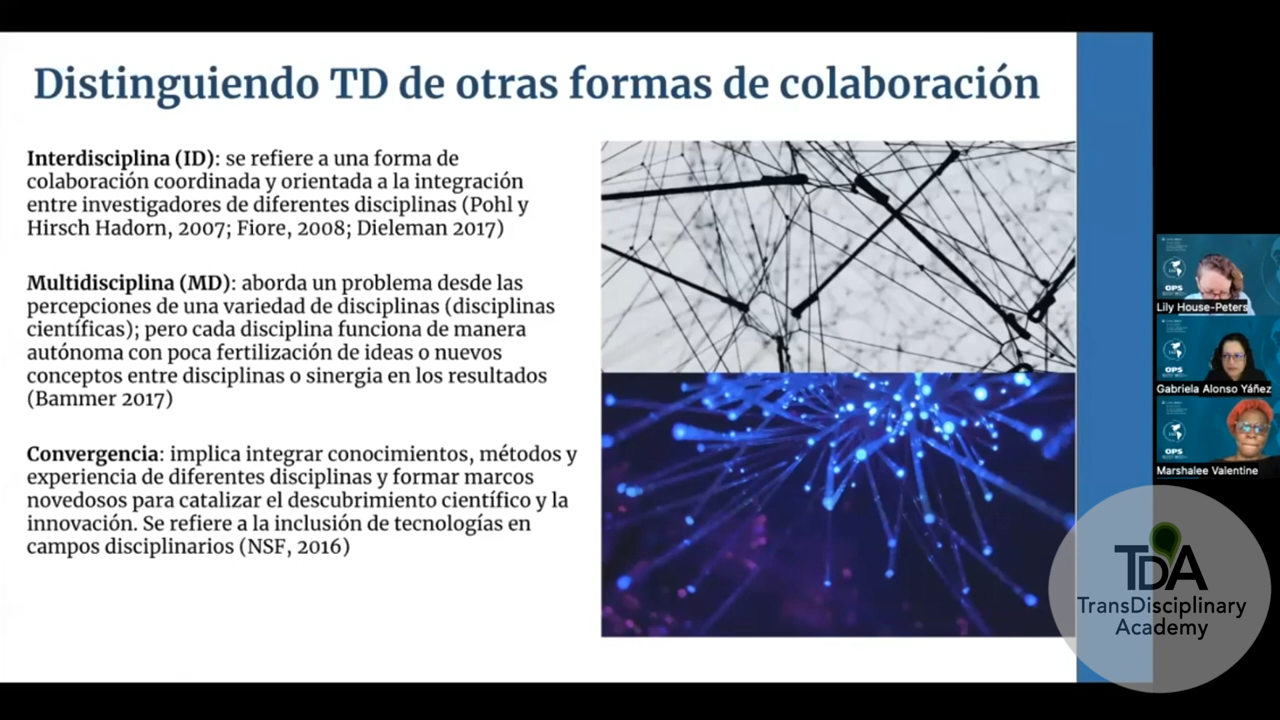 Distinguiendo TD de otras formas de colaboración
Interdisciplina (ID): se refiere a una forma de
colaboración coordinada y orientada a la integración
entre investigadores de diferentes disciplinas (Pohl y
Hirsch Hadorn, 2007; Fiore, 2008; Dieleman 2017)
Multidisciplina (MD): aborda un problema desde las
percepciones de una variedad de disciplinas (disciplinas
científicas); pero cada disciplina funciona de manera
autónoma con poca fertilización de ideas o nuevos
conceptos entre disciplinas o sinergia en los resultados
(Bammer 2017)
Convergencia: implica integrar conocimientos, métodos y
experiencia de diferentes disciplinas y formar marcos
novedosos para catalizar el descubrimiento científico y la
innovación. Se refiere a la inclusión de tecnologías en
campos disciplinarios (NSF, 2016)
OPS
Lily House-Peters
OPS
Gabriela Alonso Yáñez
OPS
Marshalee Valentine
TDA
TransDisciplinary
Academy